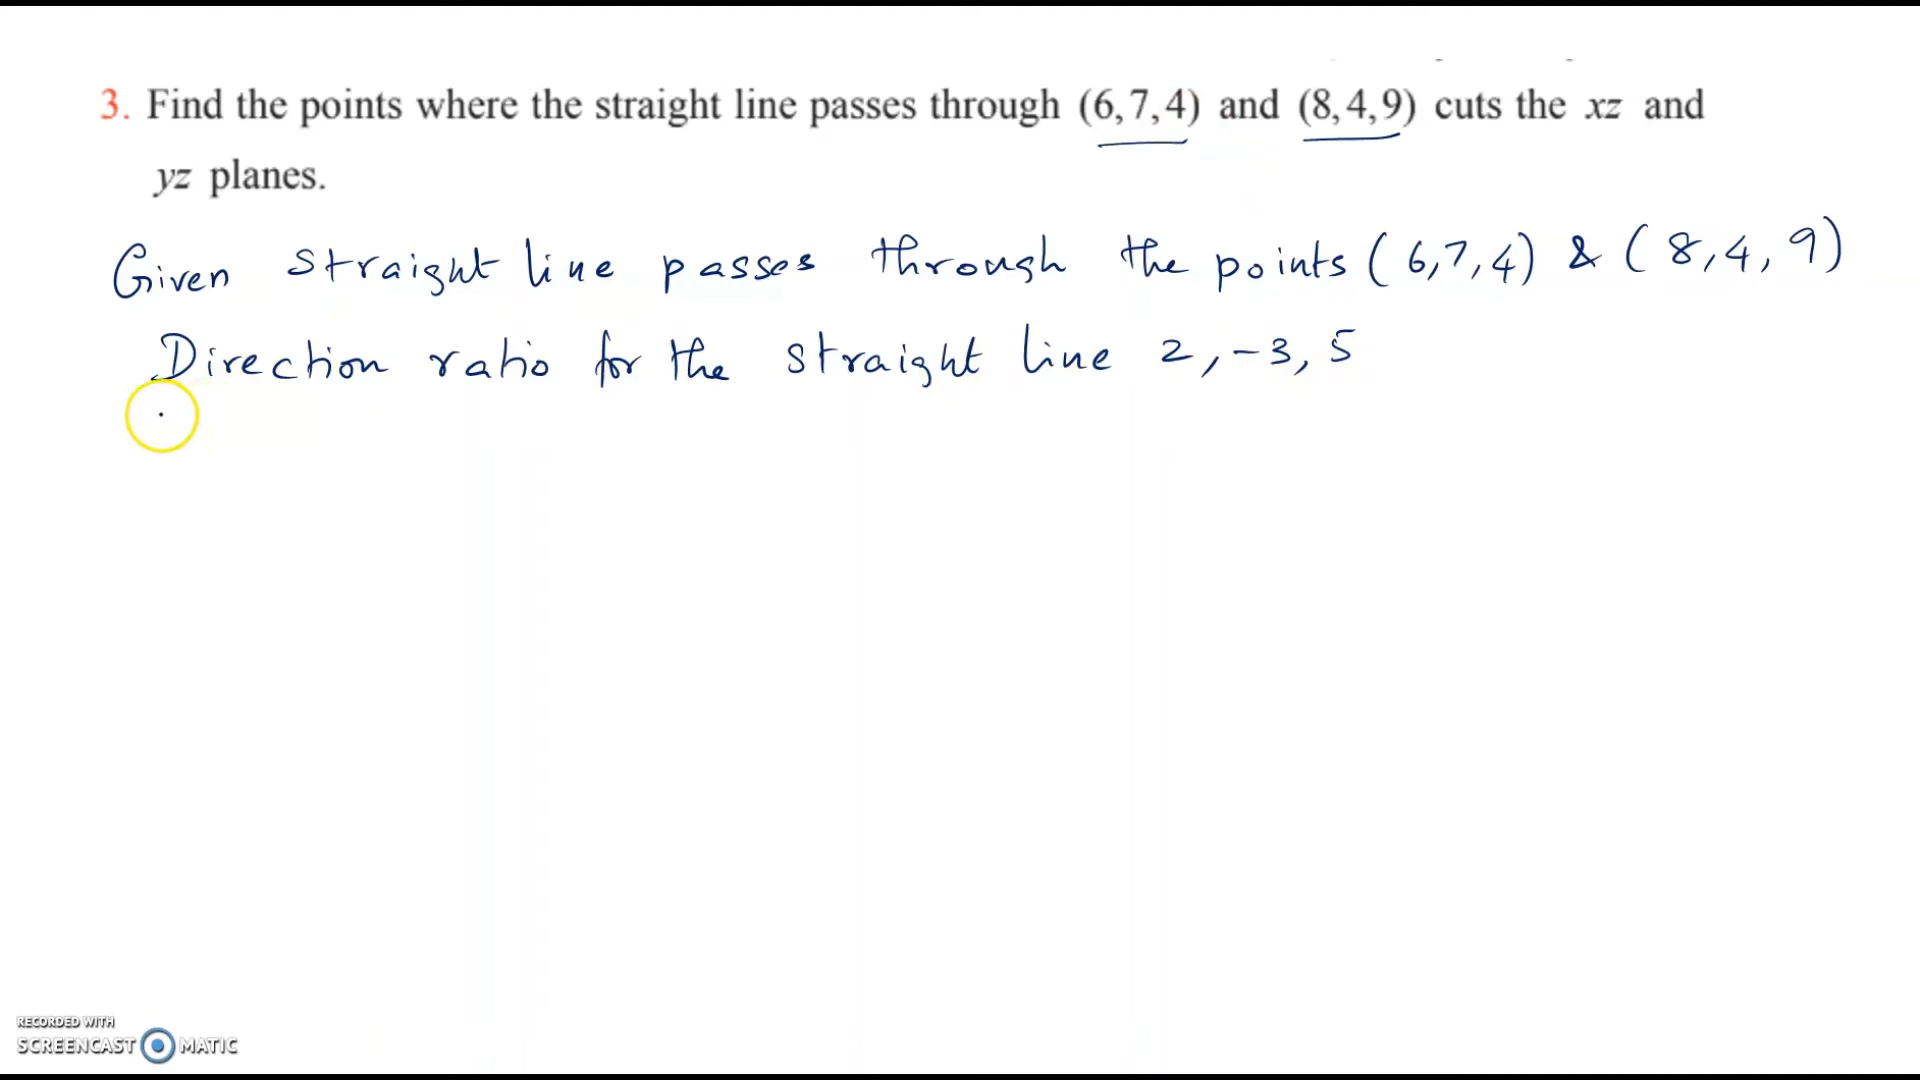 3. Find the points where the straight line passes through (6,7,4) and (8,4,9) cuts the xz and
yz planes.
Given straight line passes through the points (6,7,4) & (8,4,9)
Direction ratio for the straight line 2, -3, 5
RECORDED WITH
SCREENCAST MATIC